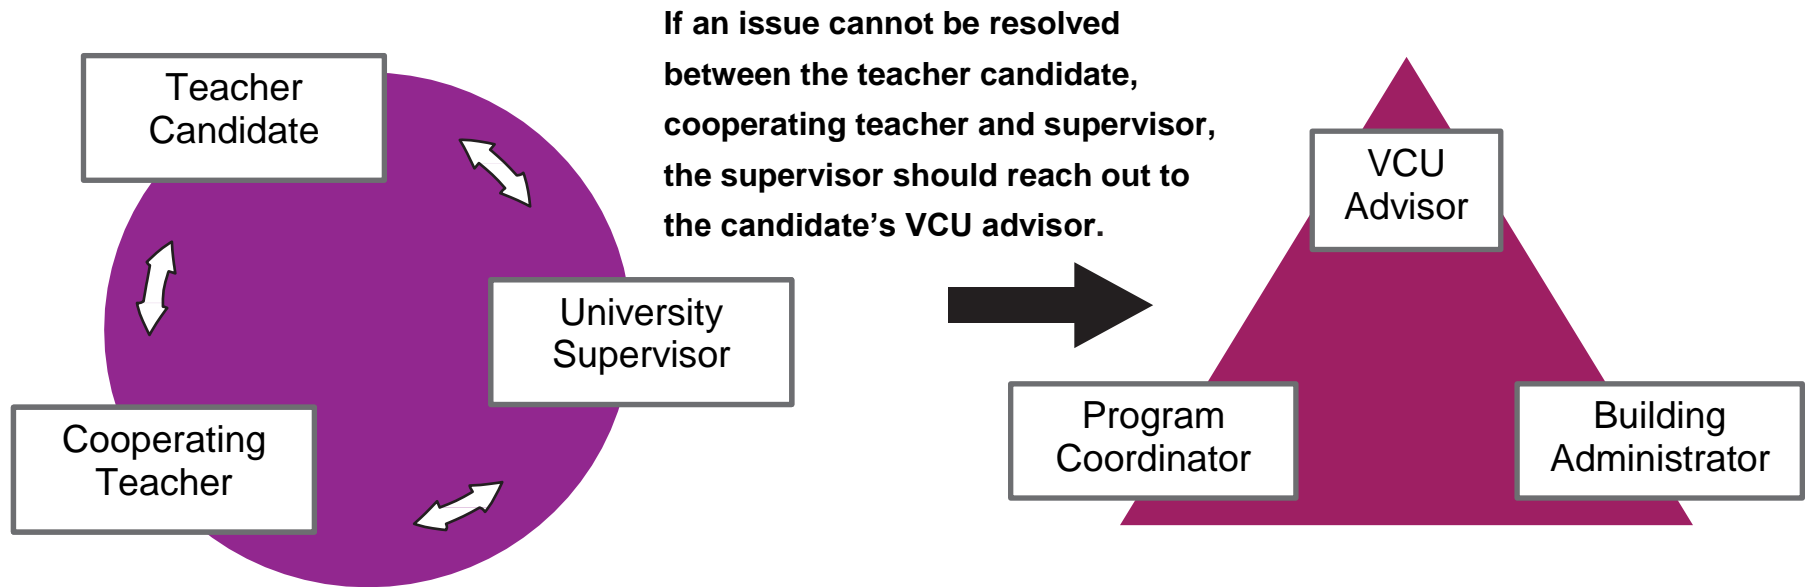 Teacher
Candidate
University
Supervisor
Cooperating
Teacher
If an issue cannot be resolved
between the teacher candidate,
cooperating teacher and supervisor,
the supervisor should reach out to
the candidate’s VCU advisor.
VCU
Advisor
Program
Coordinator
Building
Administrator